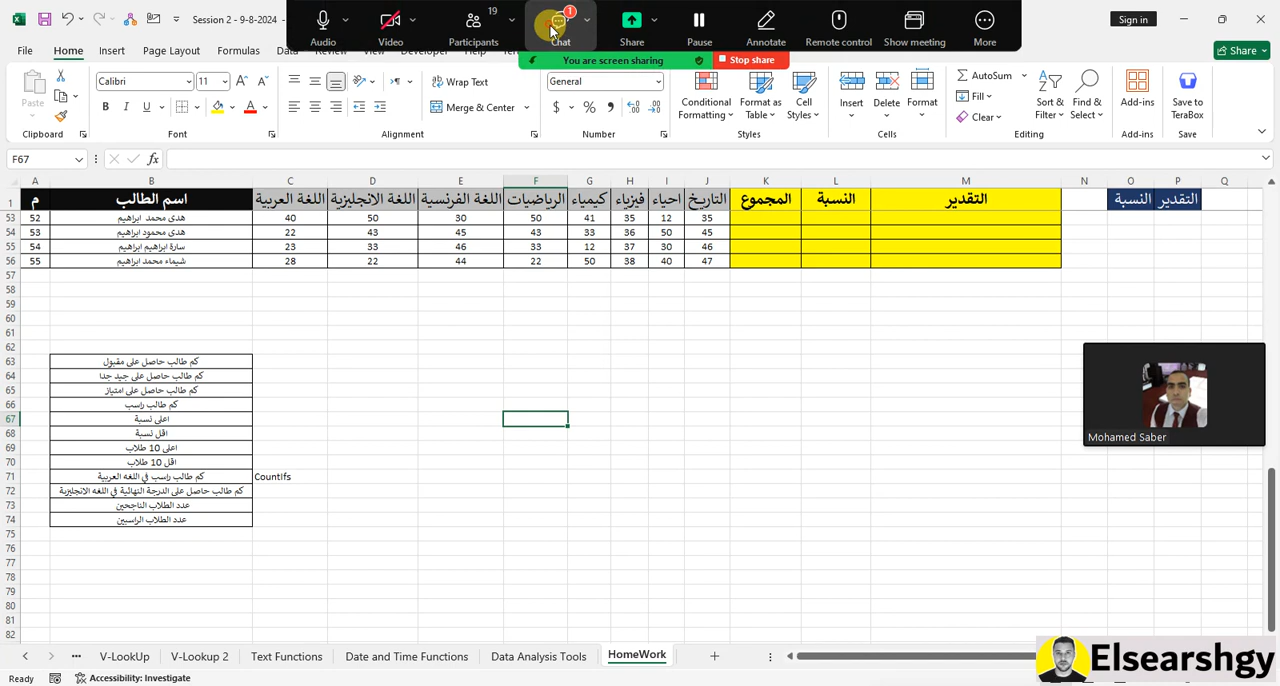 Session 2 - 9-8-2024 -
Audio
Video
19
Participants
1
Chat
Share
Pause
Annotate
Remote control
Show meeting
More
Sign in
You are screen sharing
Stop share
File
Home
Insert
Page Layout
Formulas
Share
Paste
Calibri
11
Wrap Text
Merge & Center
General
Conditional
Formatting
Format as
Table
Cell
Styles
Insert
Delete
Format
AutoSum
Fill
Clear
Sort &
Filter
Find &
Select
Add-ins
Save to
TeraBox
Clipboard
Font
Alignment
Number
Styles
Cells
Editing
Add-ins
Save
F67
fx
A B C D E F G H I J K L M N O P Q
1 م اسم الطالب اللغة العربية اللغة الانجليزية اللغة الفرنسية الرياضيات كيمياء فيزياء احياء التاريخ المجموع النسبة التقدير النسبة التقدير
53 52 هدى محمد ابراهيم 40 50 36 50 41 35 12 35
54 53 هدى محمود ابراهيم 22 43 45 43 33 36 50 45
55 54 سارة ابراهيم ابراهيم 23 33 46 33 12 37 30 46
56 55 شيماء محمد ابراهيم 28 22 44 22 50 38 40 47
57
58
59
60
61
62
63 كم طالب حاصل على مقبول
64 كم طالب حاصل على جيد جدا
65 كم طالب حاصل على امتياز
66 كم طالب راسب
67 اعلى نسبة
68 اقل نسبة
69 اعلى 10 طلاب
70 اقل 10 طلاب
71 كم طالب راسب في اللغه العربية Countifs
72 كم طالب حاصل على الدرجة النهائية في اللغه الانجليزية
73 عدد الطلاب الناجحين
74 عدد الطلاب الراسبين
75
76
77
78
79
80
81
82
Mohamed Saber
V-LookUp
V-Lookup 2
Text Functions
Date and Time Functions
Data Analysis Tools
HomeWork
Ready
Accessibility: Investigate
Elsearshgy